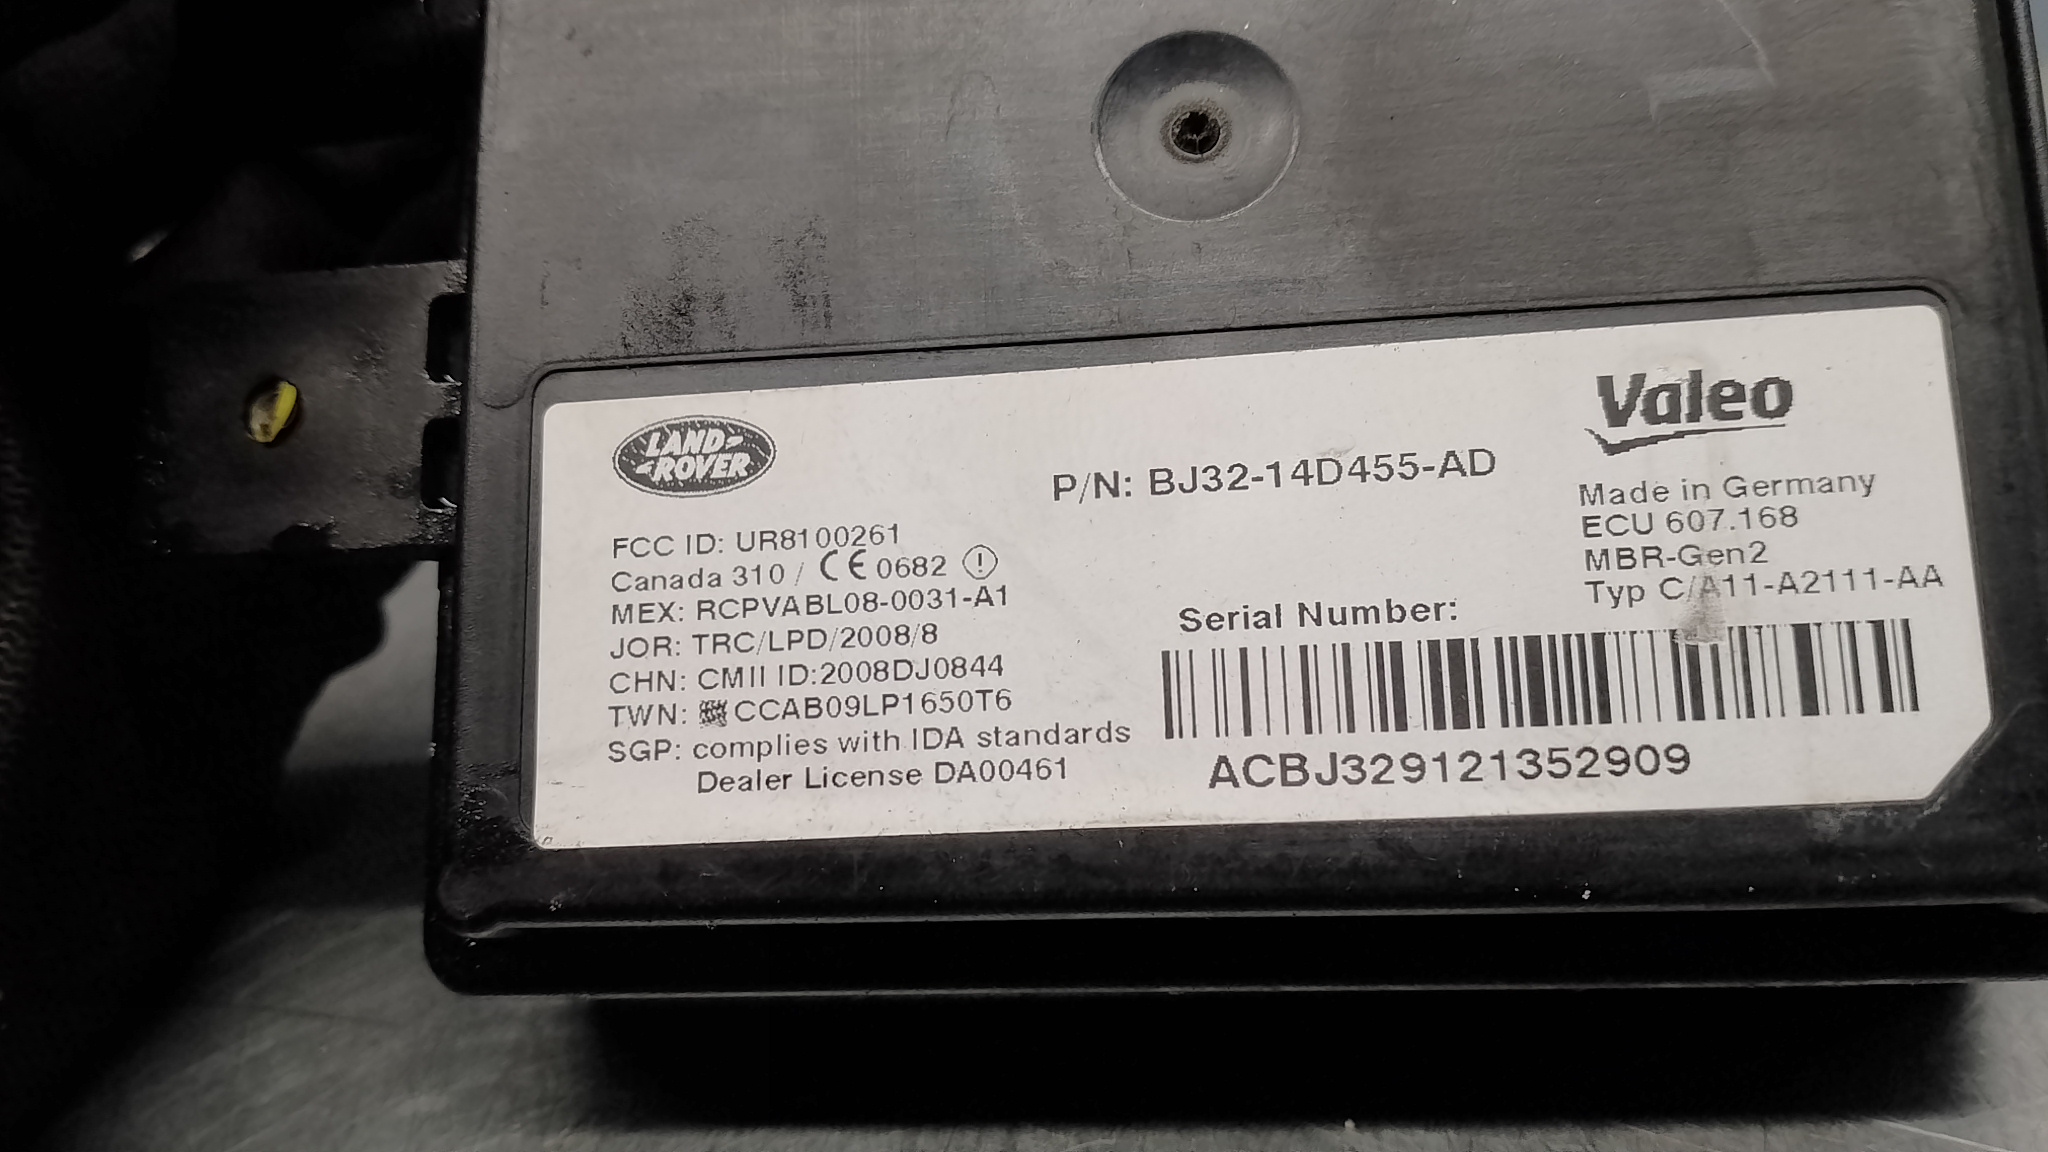 LAND-
ROVER
P/N: BJ32-14D455-AD
Valeo
Made in Germany
ECU 607.168
MBR-Gen2
Typ C/A11-A2111-AA
FCC ID: UR8100261
Canada 310 / CE 0682
MEX: RCPVABL08-0031-A1
JOR: TRC/LPD/2008/8
CHN: CMII ID:2008DJ0844
TWN: CCAB09LP1650T6
SGP: complies with IDA standards
Dealer License DA00461
Serial Number:
ACBJ329121352909